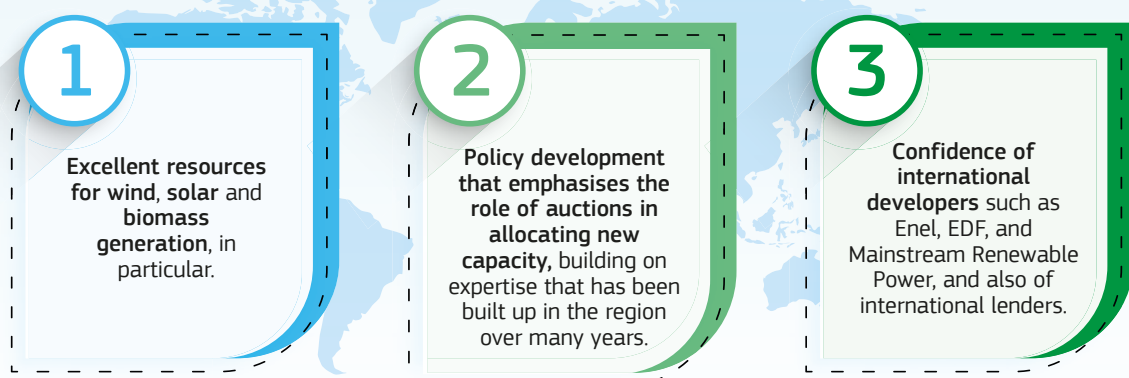 1
Excellent resources
for wind, solar and
biomass
generation, in
particular.
2
Policy development
that emphasises the
role of auctions in
allocating new
capacity, building on
expertise that has been
built up in the region
over many years.
3
Confidence of
international
developers such as
Enel, EDF, and
Mainstream Renewable
Power, and also of
international lenders.